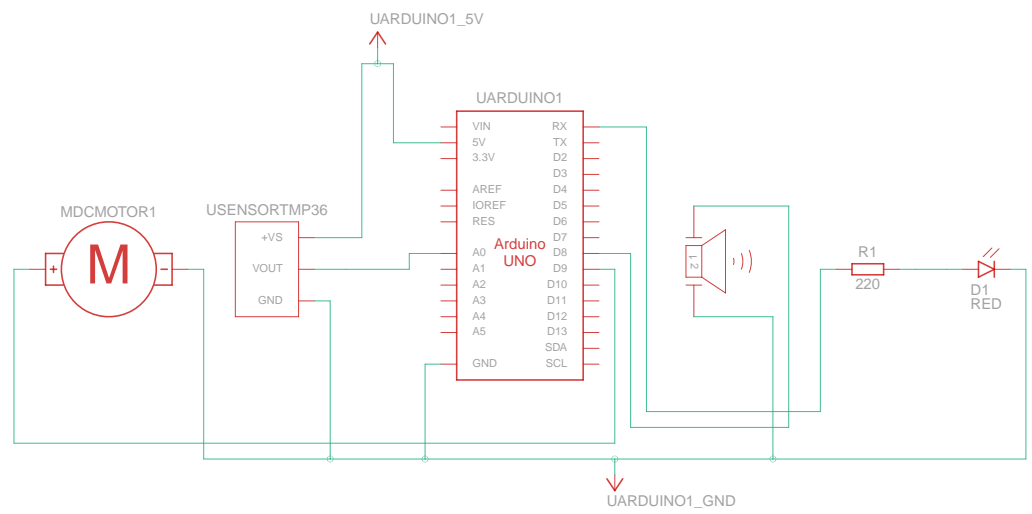 UARDUINO1_5V
UARDUINO1
VIN
5V
3.3V
AREF
IOREF
RES
A0
A1
A2
A3
A4
A5
GND
RX
TX
D2
D3
D4
D5
D6
D7
D8
D9
D10
D11
D12
D13
SDA
SCL
Arduino
UNO
MDCMOTOR1
+
M
−
USENSORTMP36
+VS
VOUT
GND
1 2
R1
220
D1
RED
UARDUINO1_GND